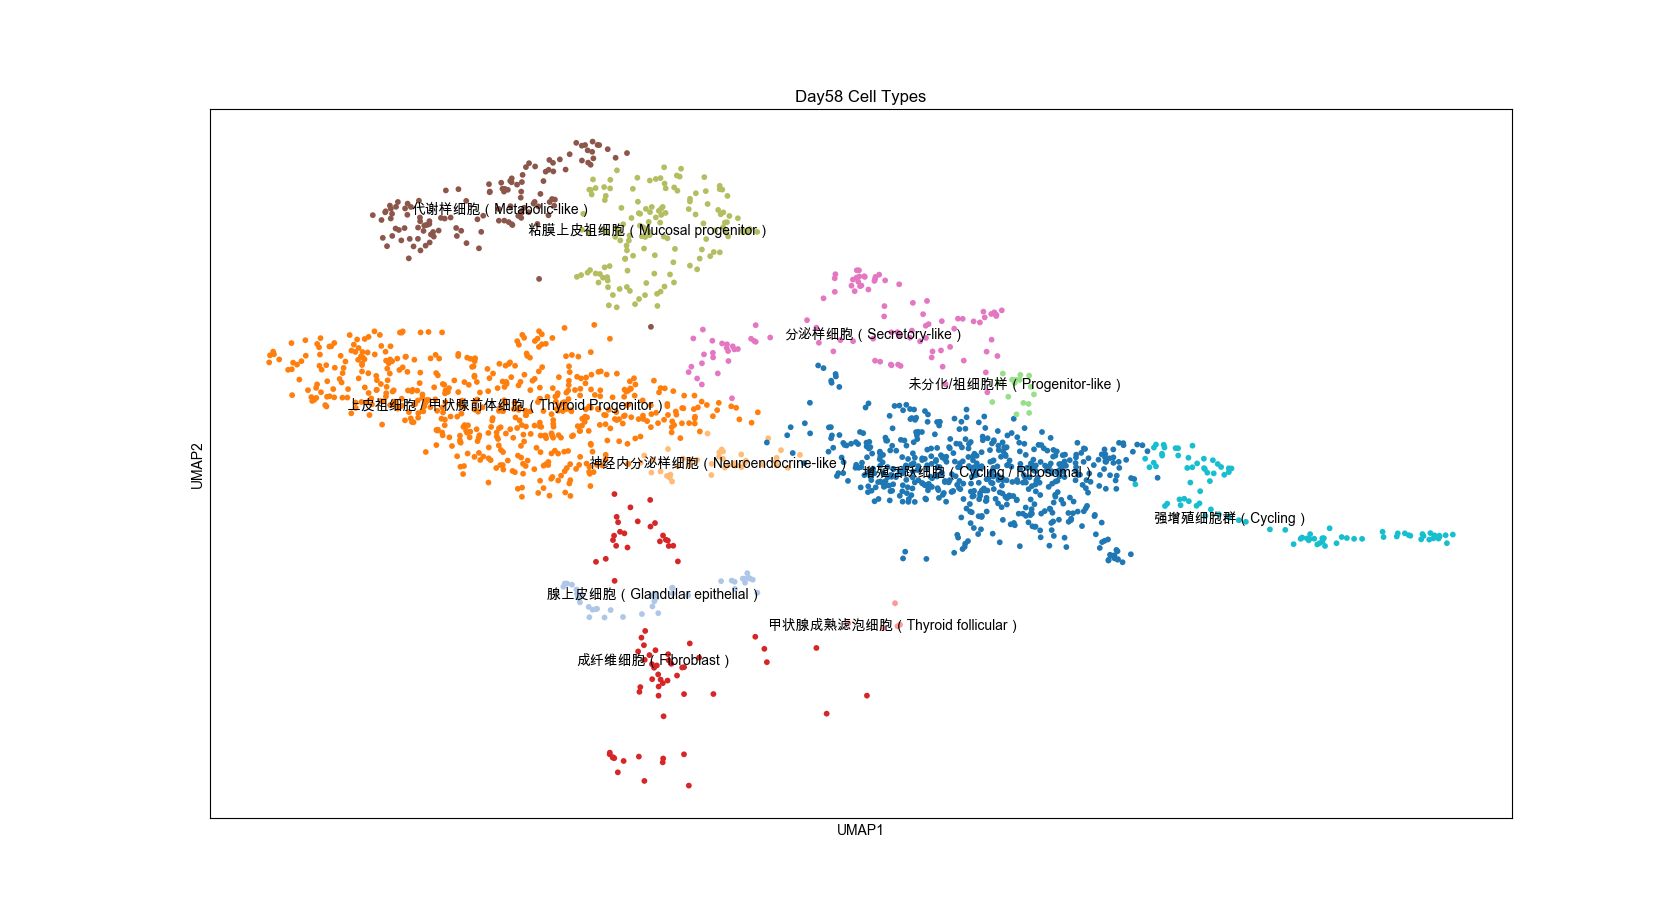 Day58 Cell Types
代谢样细胞（Metabolic-like）
粘膜上皮祖细胞（Mucosal progenitor）
分泌样细胞（Secretory-like）
未分化/祖细胞样（Progenitor-like）
上皮祖细胞 / 甲状腺前体细胞（Thyroid Progenitor）
神经内分泌样细胞（Neuroendocrine-like）
增殖活跃细胞（Cycling / Ribosomal）
强增殖细胞群（Cycling）
腺上皮细胞（Glandular epithelial）
甲状腺成熟滤泡细胞（Thyroid follicular）
成纤维细胞（Fibroblast）
UMAP2
UMAP1